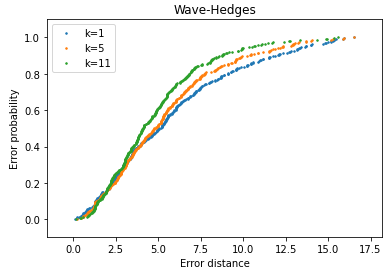 Wave-Hedges
k=1
k=5
k=11
Error probability
1.0
0.8
0.6
0.4
0.2
0.0
0.0 2.5 5.0 7.5 10.0 12.5 15.0 17.5
Error distance